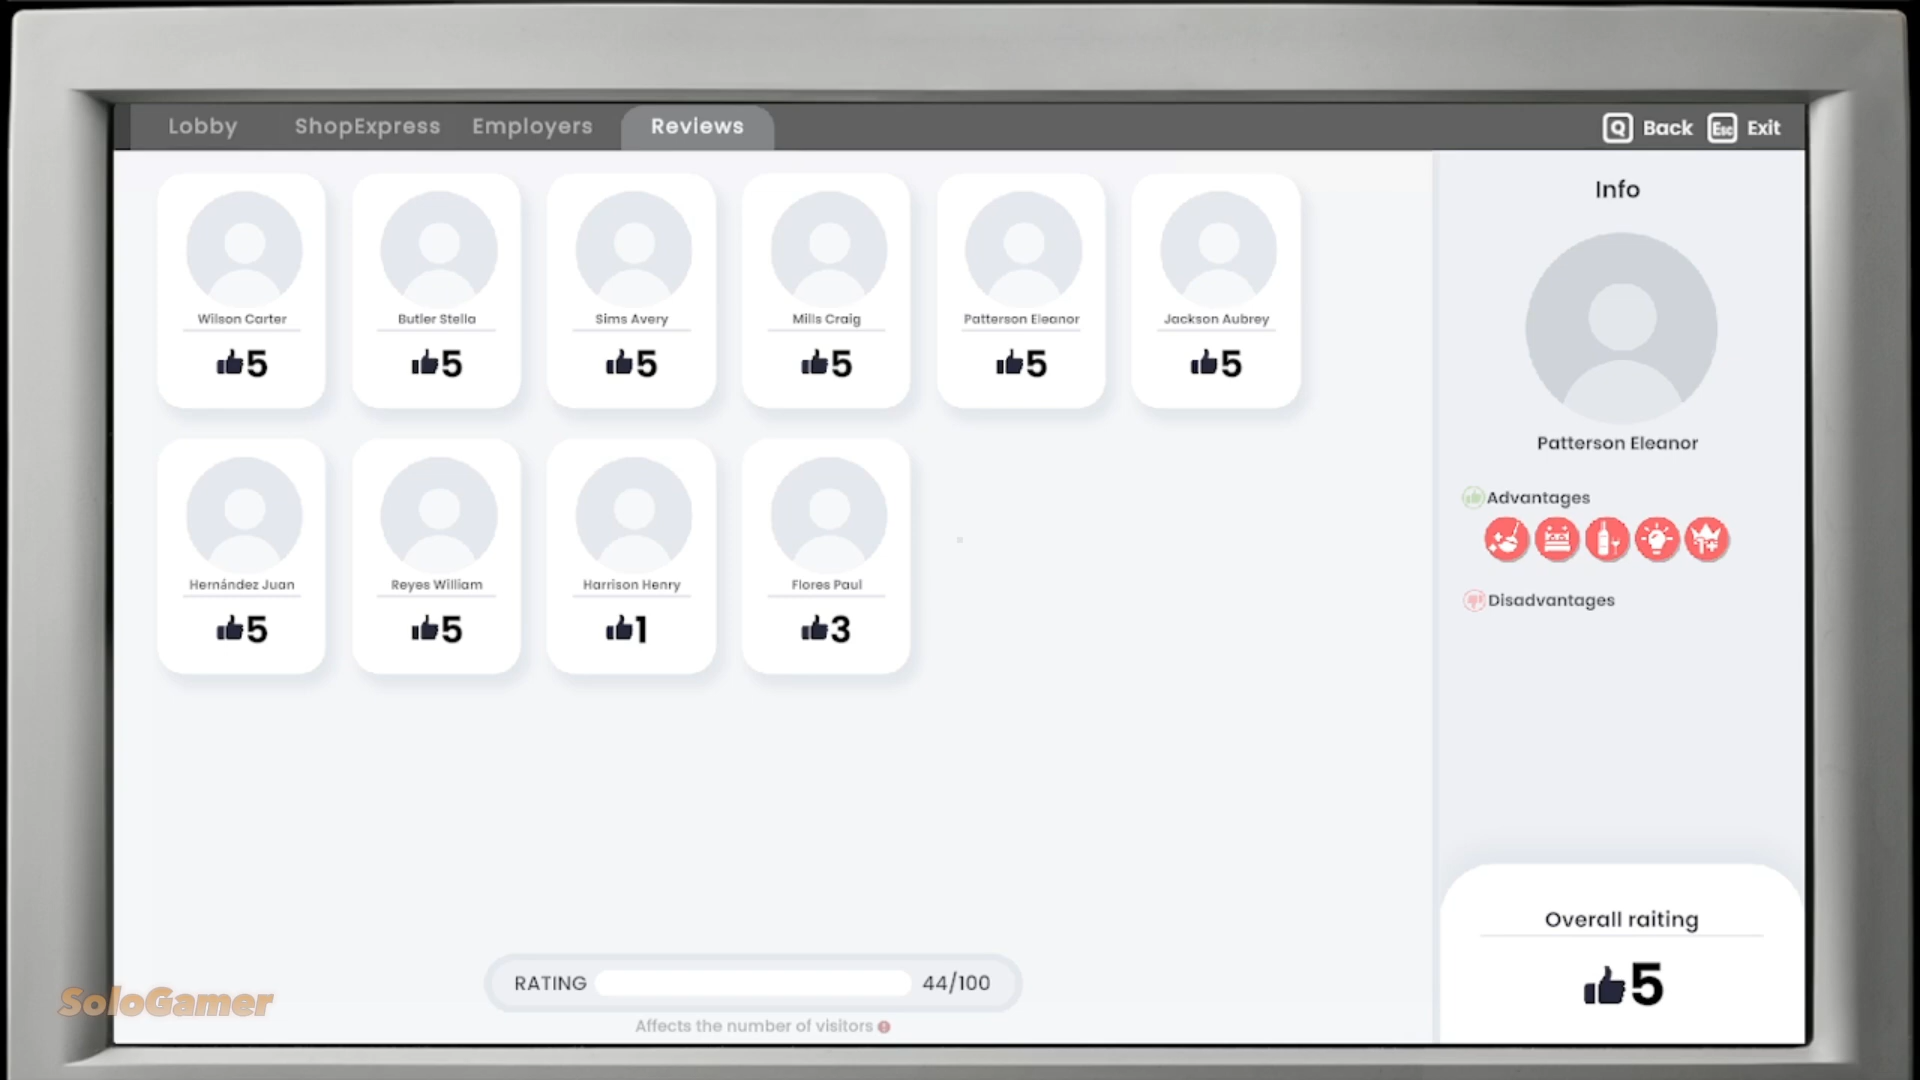 Lobby ShopExpress Employers Reviews Q Back Esc Exit
Info
Wilson Carter Butler Stella Sims Avery Mills Craig Patterson Eleanor Jackson Aubrey
5 5 5 5 5 5
Patterson Eleanor
Advantages
Hernández Juan Reyes William Harrison Henry Flores Paul
5 5 1 3
Disadvantages
Overall raiting
5
RATING 44/100
Affects the number of visitors
SoloGamer